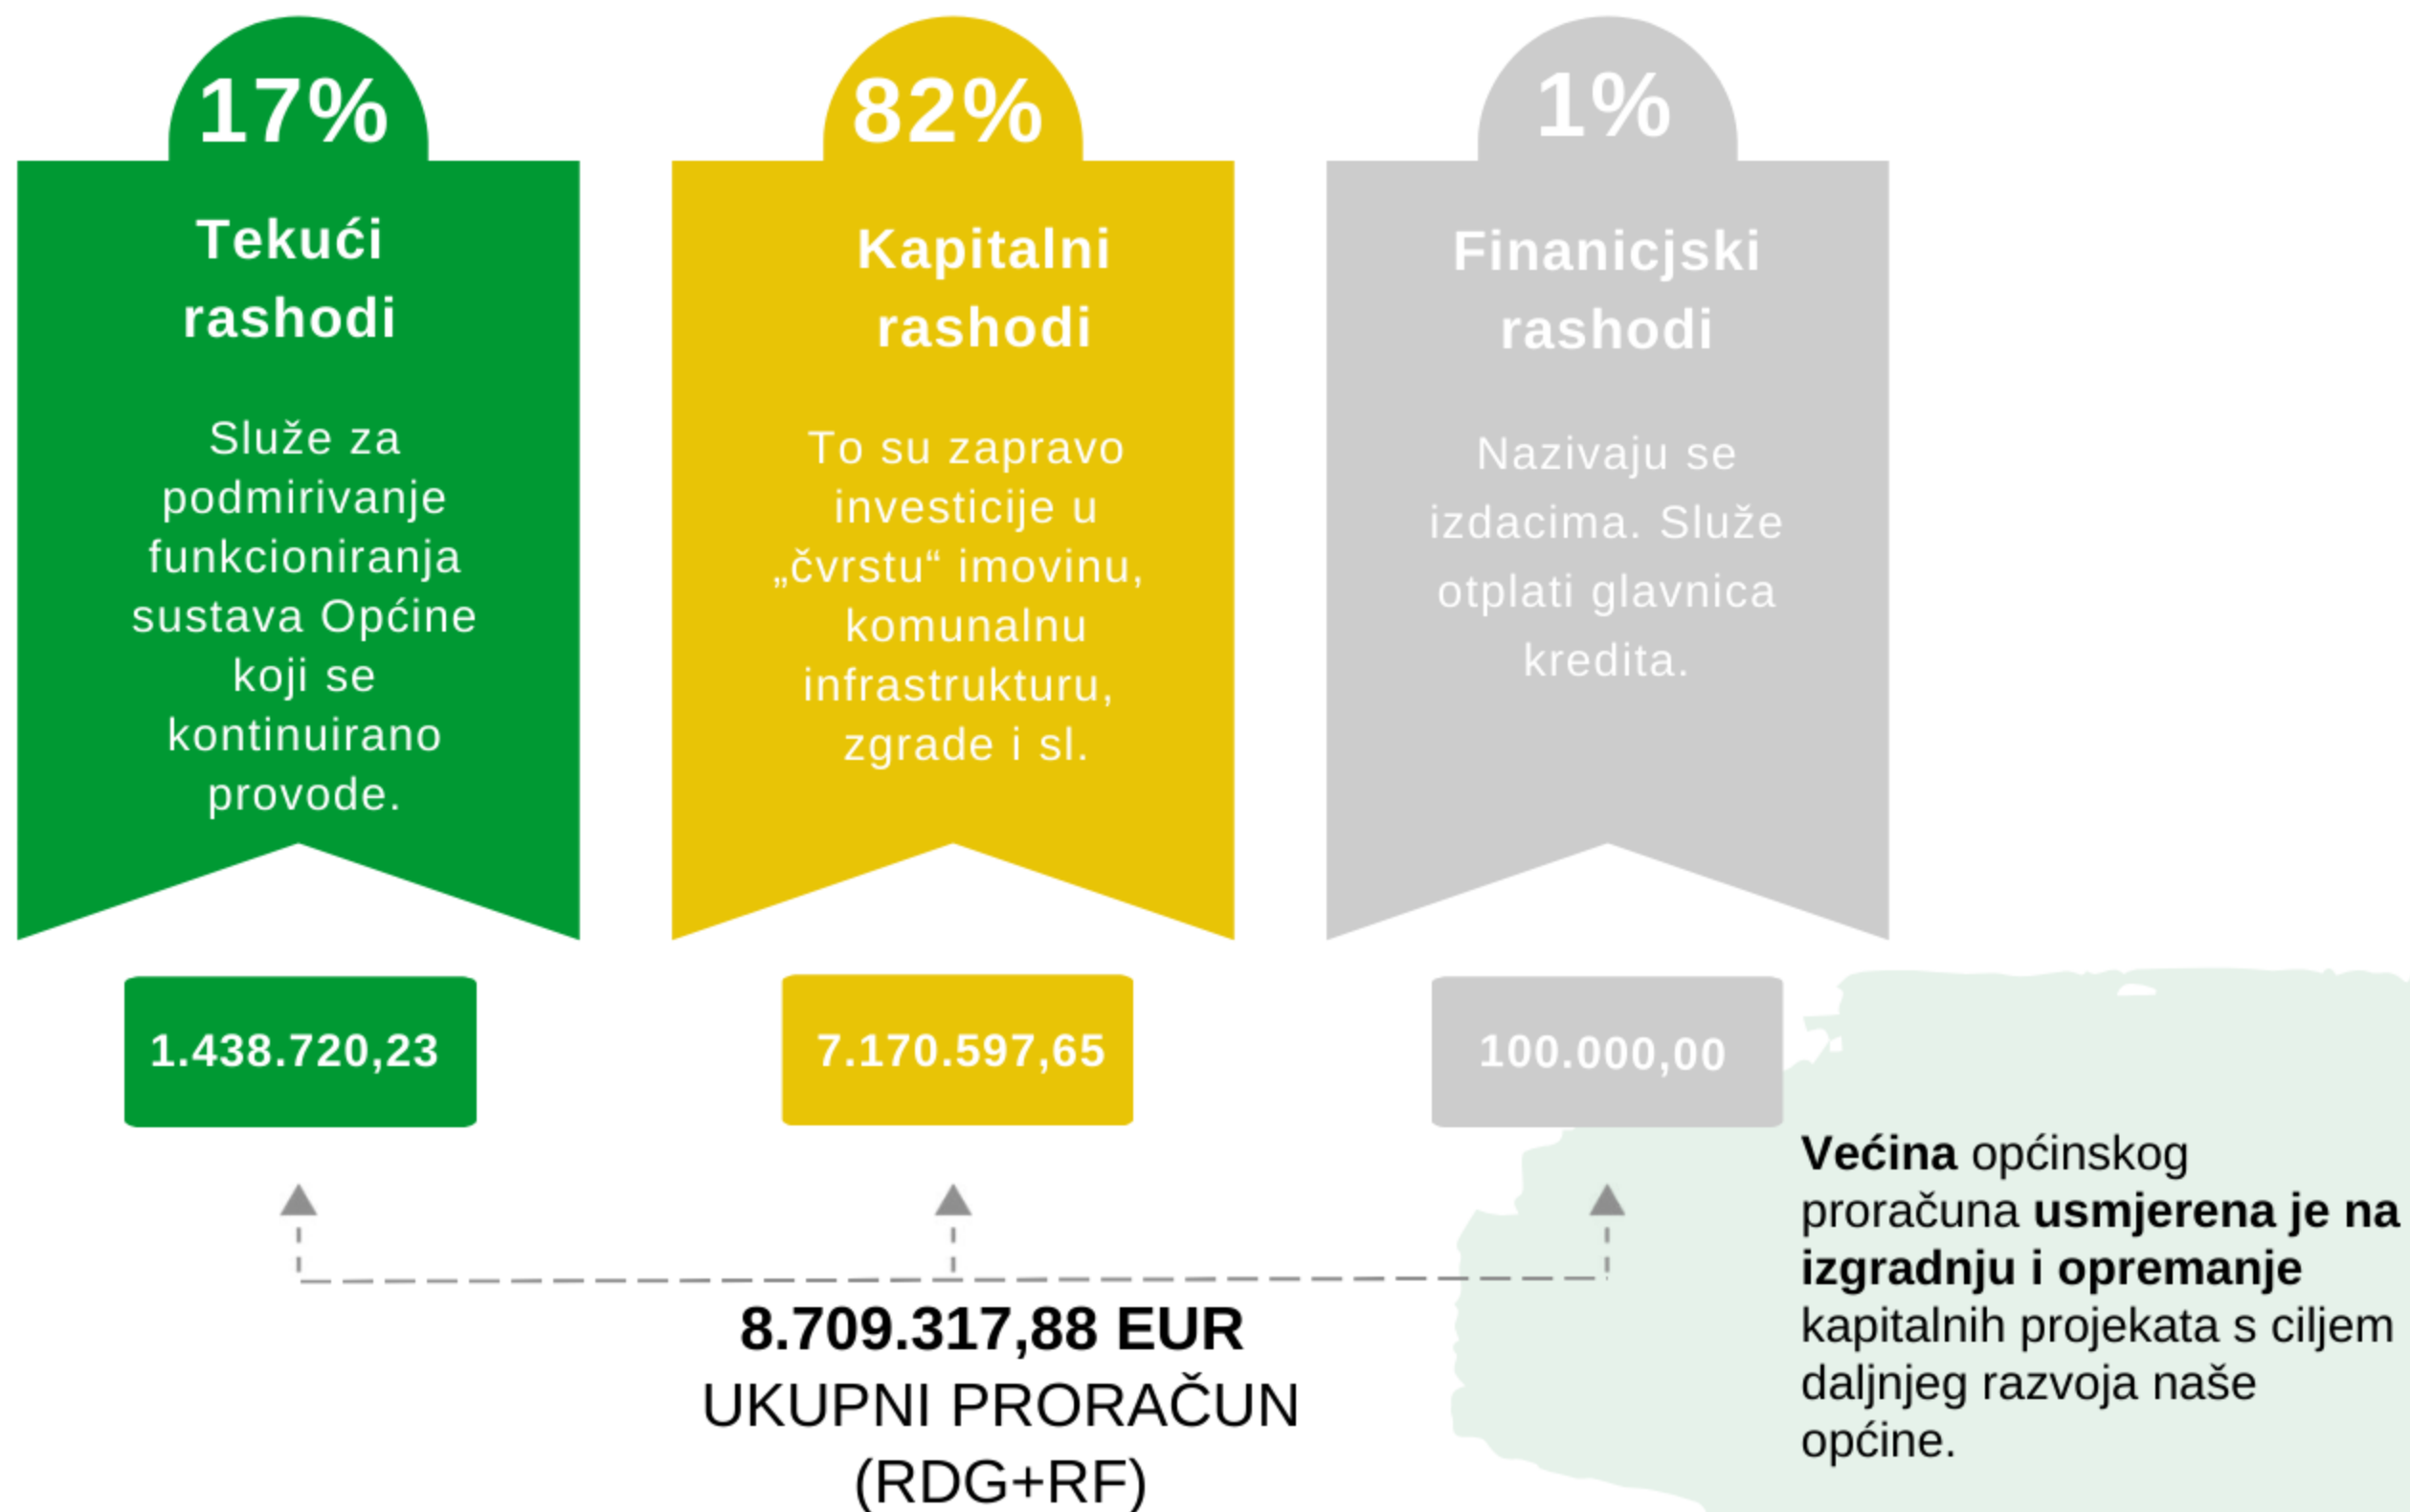 17%
Tekući
rashodi
Služe za
podmirivanje
funkcioniranja
sustava Općine
koji se
kontinuirano
provode.
1.438.720,23
82%
Kapitalni
rashodi
To su zapravo
investicije u
„čvrstu“ imovinu,
komunalnu
infrastrukturu,
zgrade i sl.
7.170.597,65
1%
Finanicjski
rashodi
Nazivaju se
izdacima. Služe
otplati glavnica
kredita.
100.000,00
8.709.317,88 EUR
UKUPNI PRORAČUN
(RDG+RF)
Većina općinskog
proračuna usmjerena je na
izgradnju i opremanje
kapitalnih projekata s ciljem
daljnjeg razvoja naše
općine.